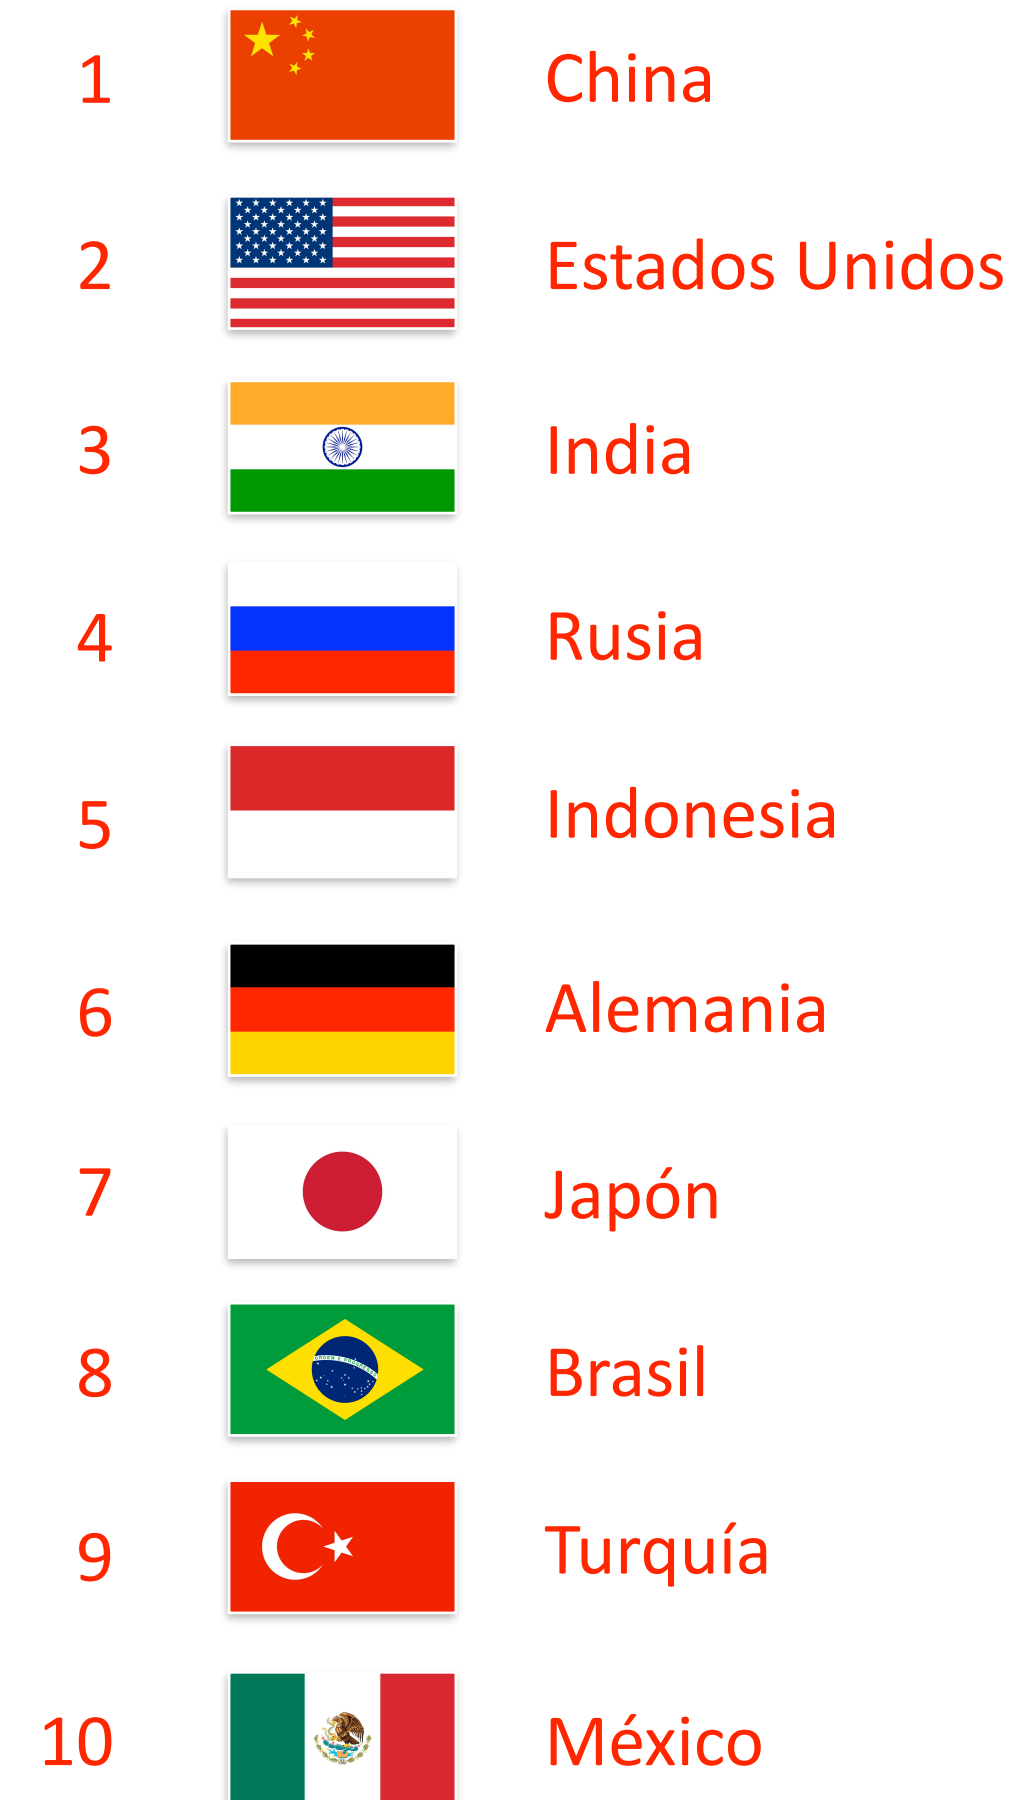 1 China
2 Estados Unidos
3 India
4 Rusia
5 Indonesia
6 Alemania
7 Japón
8 Brasil
9 Turquía
10 México